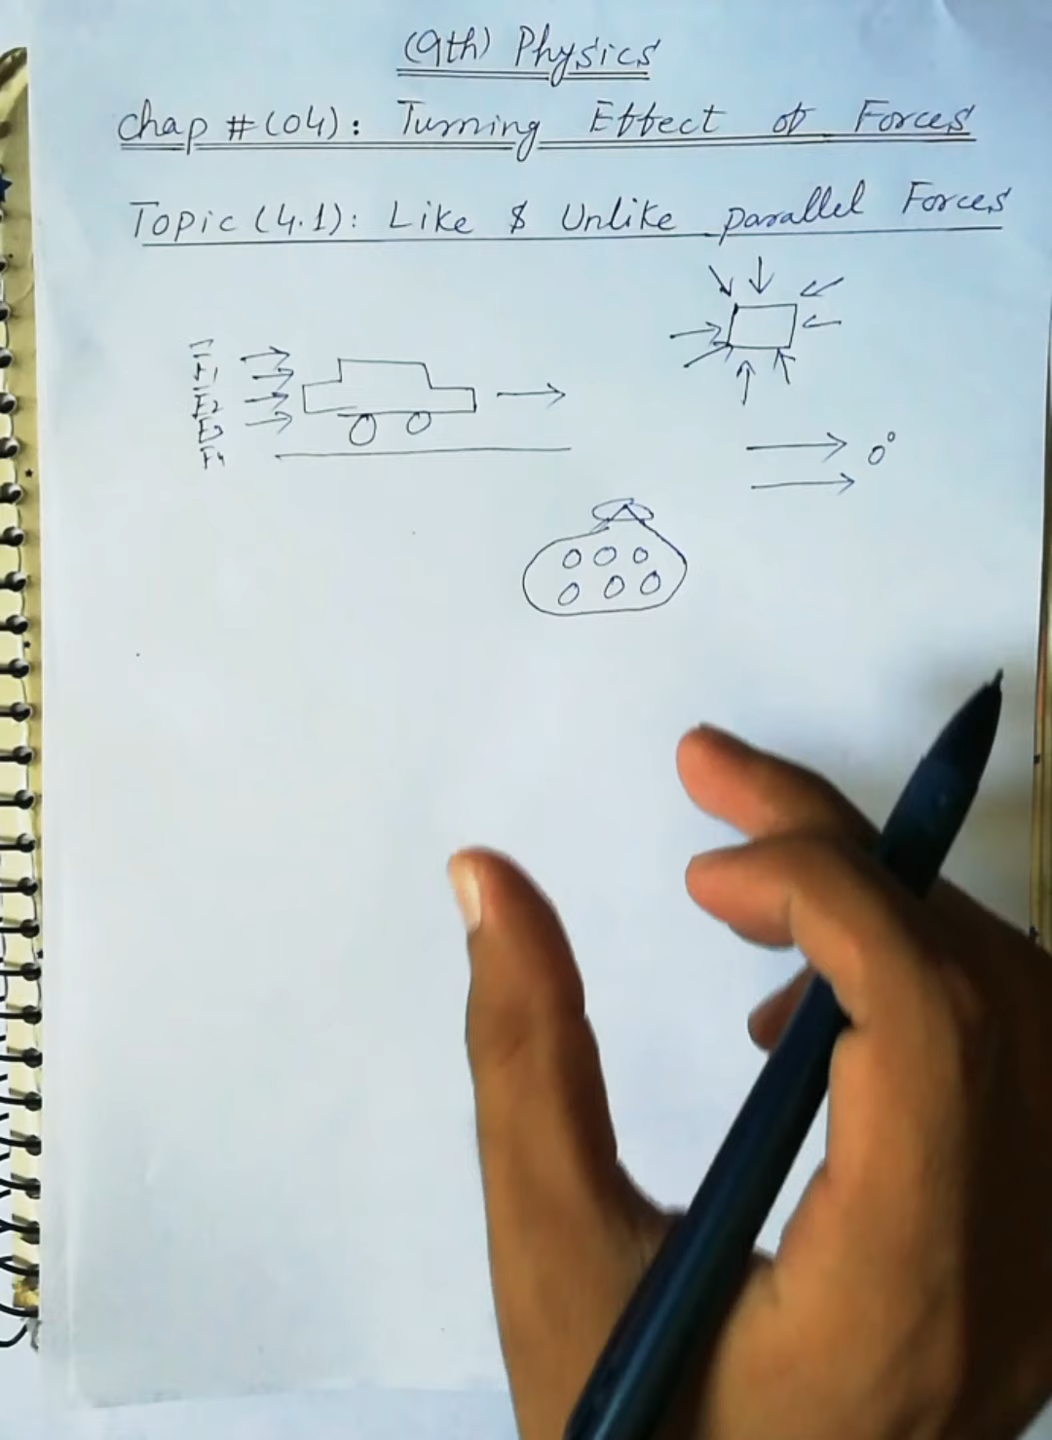 (9th) Physics
Chap # (04): Turning Effect of Forces
Topic (4.1): Like & Unlike parallel Forces
F1
F2
F3
F4
0°